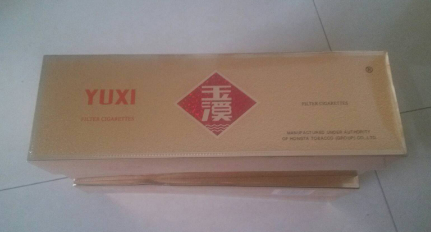 YUXI
FILTER CIGARETTES
玉溪
FILTER CIGARETTES
MANUFACTURED UNDER AUTHORITY
OF HONGTA TOBACCO (GROUP) CO., LTD.